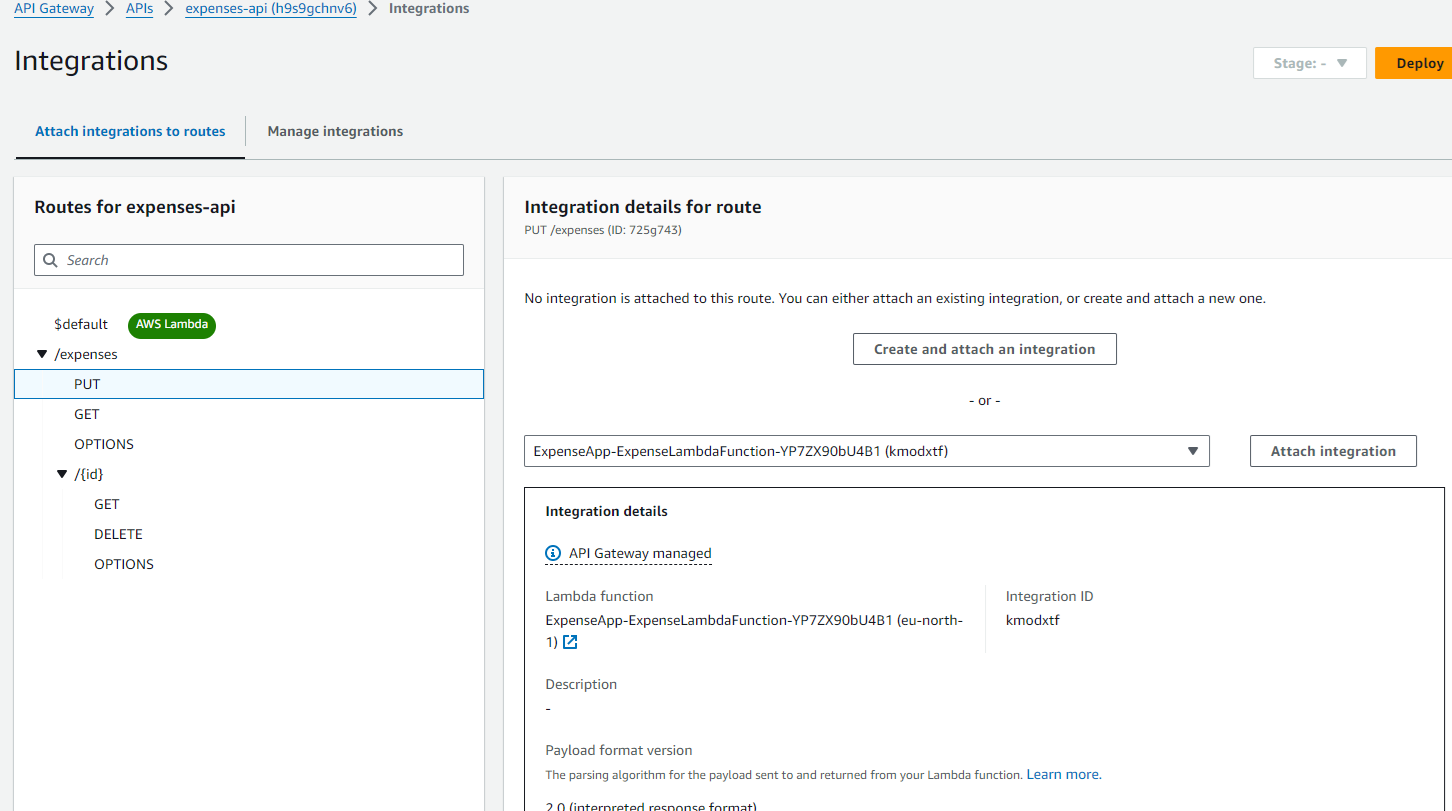 API Gateway > APIs > expenses-api (h9s9gchnv6) > Integrations
Integrations
Stage: -
Deploy
Attach integrations to routes
Manage integrations
Routes for expenses-api
Search
$default AWS Lambda
/expenses
PUT
GET
OPTIONS
/{id}
GET
DELETE
OPTIONS
Integration details for route
PUT /expenses (ID: 725g743)
No integration is attached to this route. You can either attach an existing integration, or create and attach a new one.
Create and attach an integration
- or -
ExpenseApp-ExpenseLambdaFunction-YP7ZX90bU4B1 (kmodxtf)
Attach integration
Integration details
API Gateway managed
Lambda function
ExpenseApp-ExpenseLambdaFunction-YP7ZX90bU4B1 (eu-north-
1)
Integration ID
kmodxtf
Description
-
Payload format version
The parsing algorithm for the payload sent to and returned from your Lambda function. Learn more.
2.0 (interpreted response format)